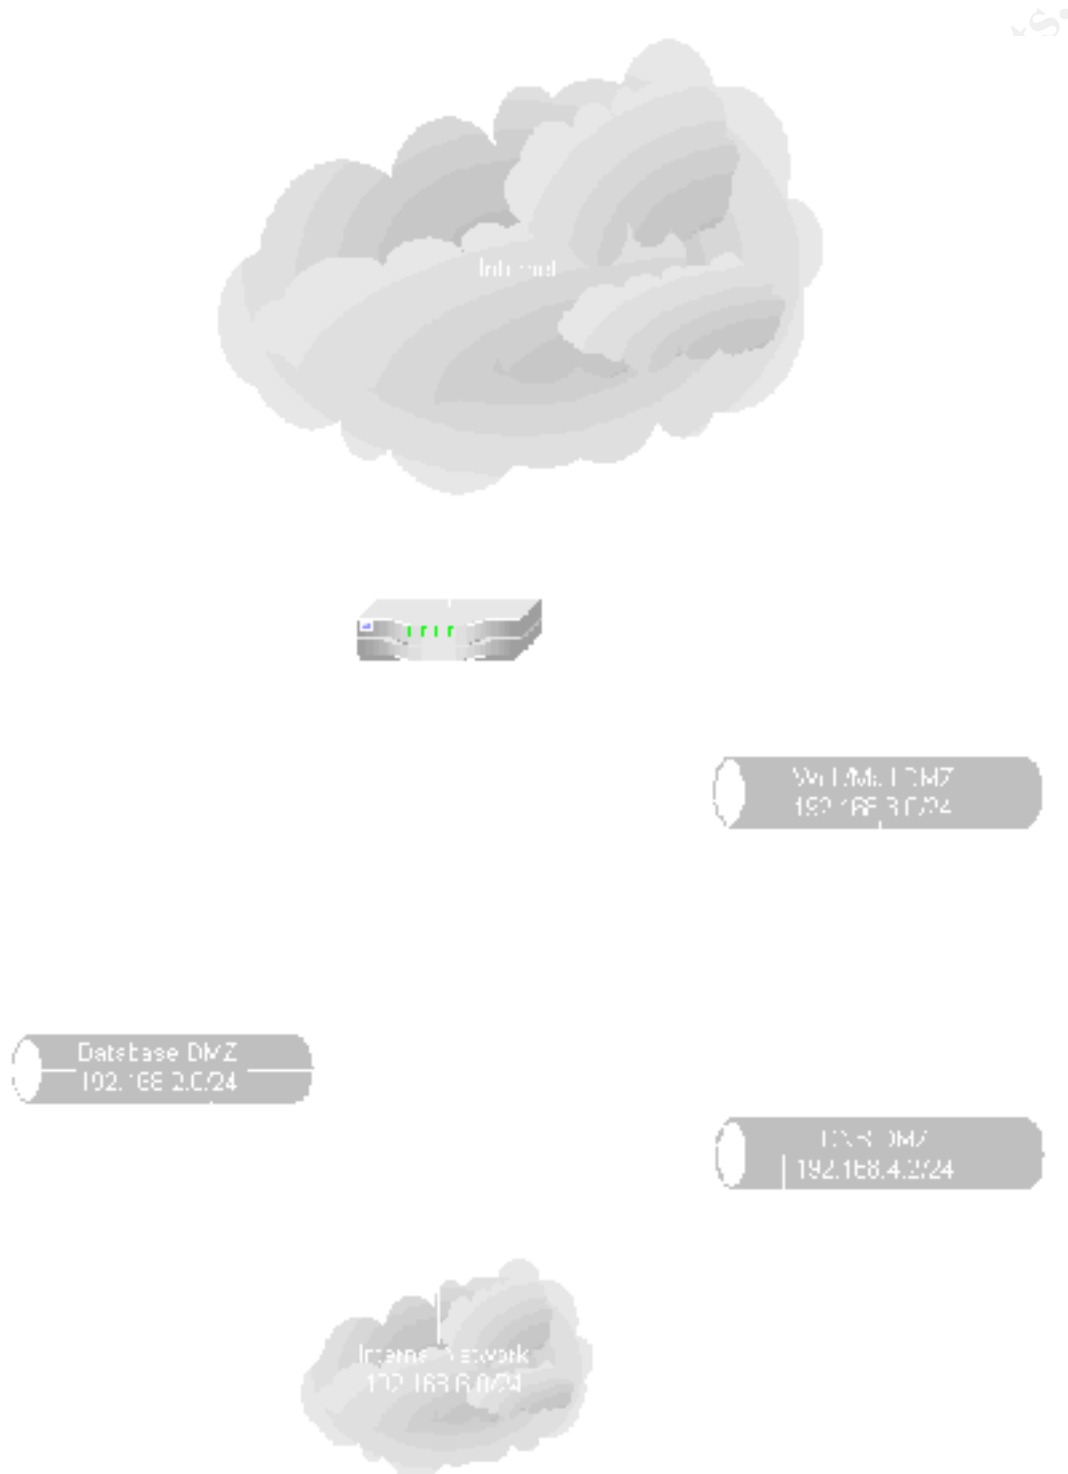 Internet
Web/Mail DMZ
192.168.3.0/24
Database DMZ
192.168.2.0/24
DNS DMZ
192.168.4.2/24
Internal Network
192.168.6.0/24